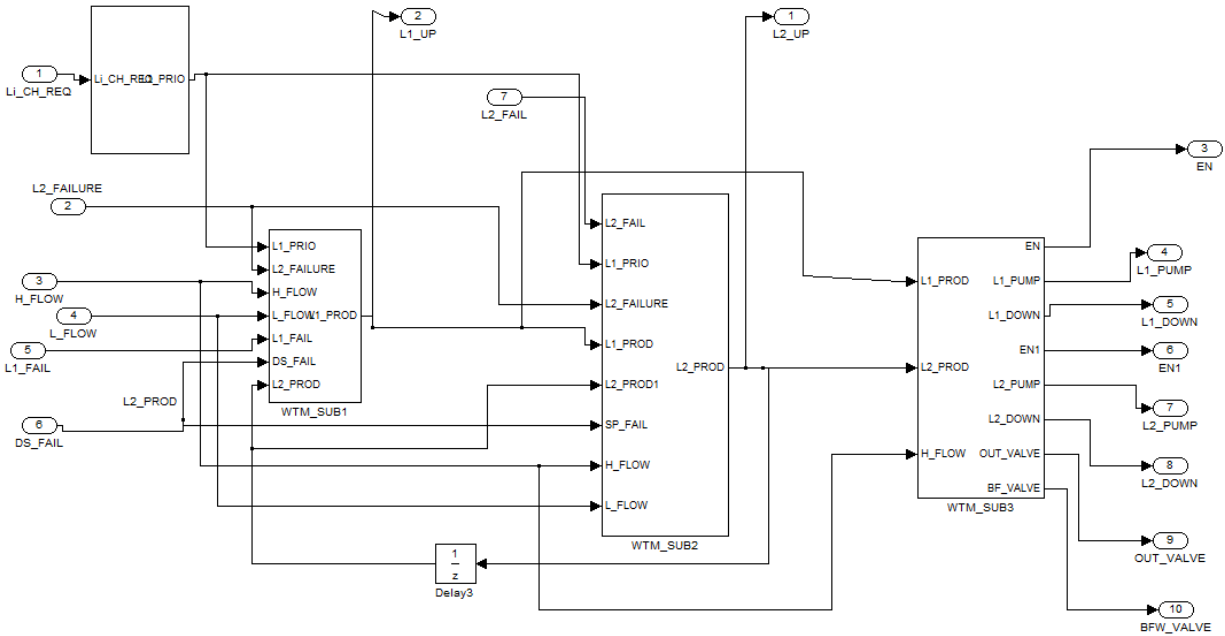 1
Li_CH_REQ
Li_CH_REQ
L1_PRIO
2
L1_UP
1
L2_UP
7
L2_FAIL
L2_FAILURE
2
3
H_FLOW
4
L_FLOW
5
L1_FAIL
L2_PROD
6
DS_FAIL
L1_PRIO
L2_FAILURE
H_FLOW
L_FLOW
L1_FAIL
DS_FAIL
L2_PROD
L1_PROD
WTM_SUB1
L2_FAIL
L1_PRIO
L2_FAILURE
L1_PROD
L2_PROD1
SP_FAIL
H_FLOW
L_FLOW
L2_PROD
WTM_SUB2
1
z
Delay3
L1_PROD
L2_PROD
H_FLOW
EN
L1_PUMP
L1_DOWN
EN1
L2_PUMP
L2_DOWN
OUT_VALVE
BF_VALVE
WTM_SUB3
3
EN
4
L1_PUMP
5
L1_DOWN
6
EN1
7
L2_PUMP
8
L2_DOWN
9
OUT_VALVE
10
BFW_VALVE